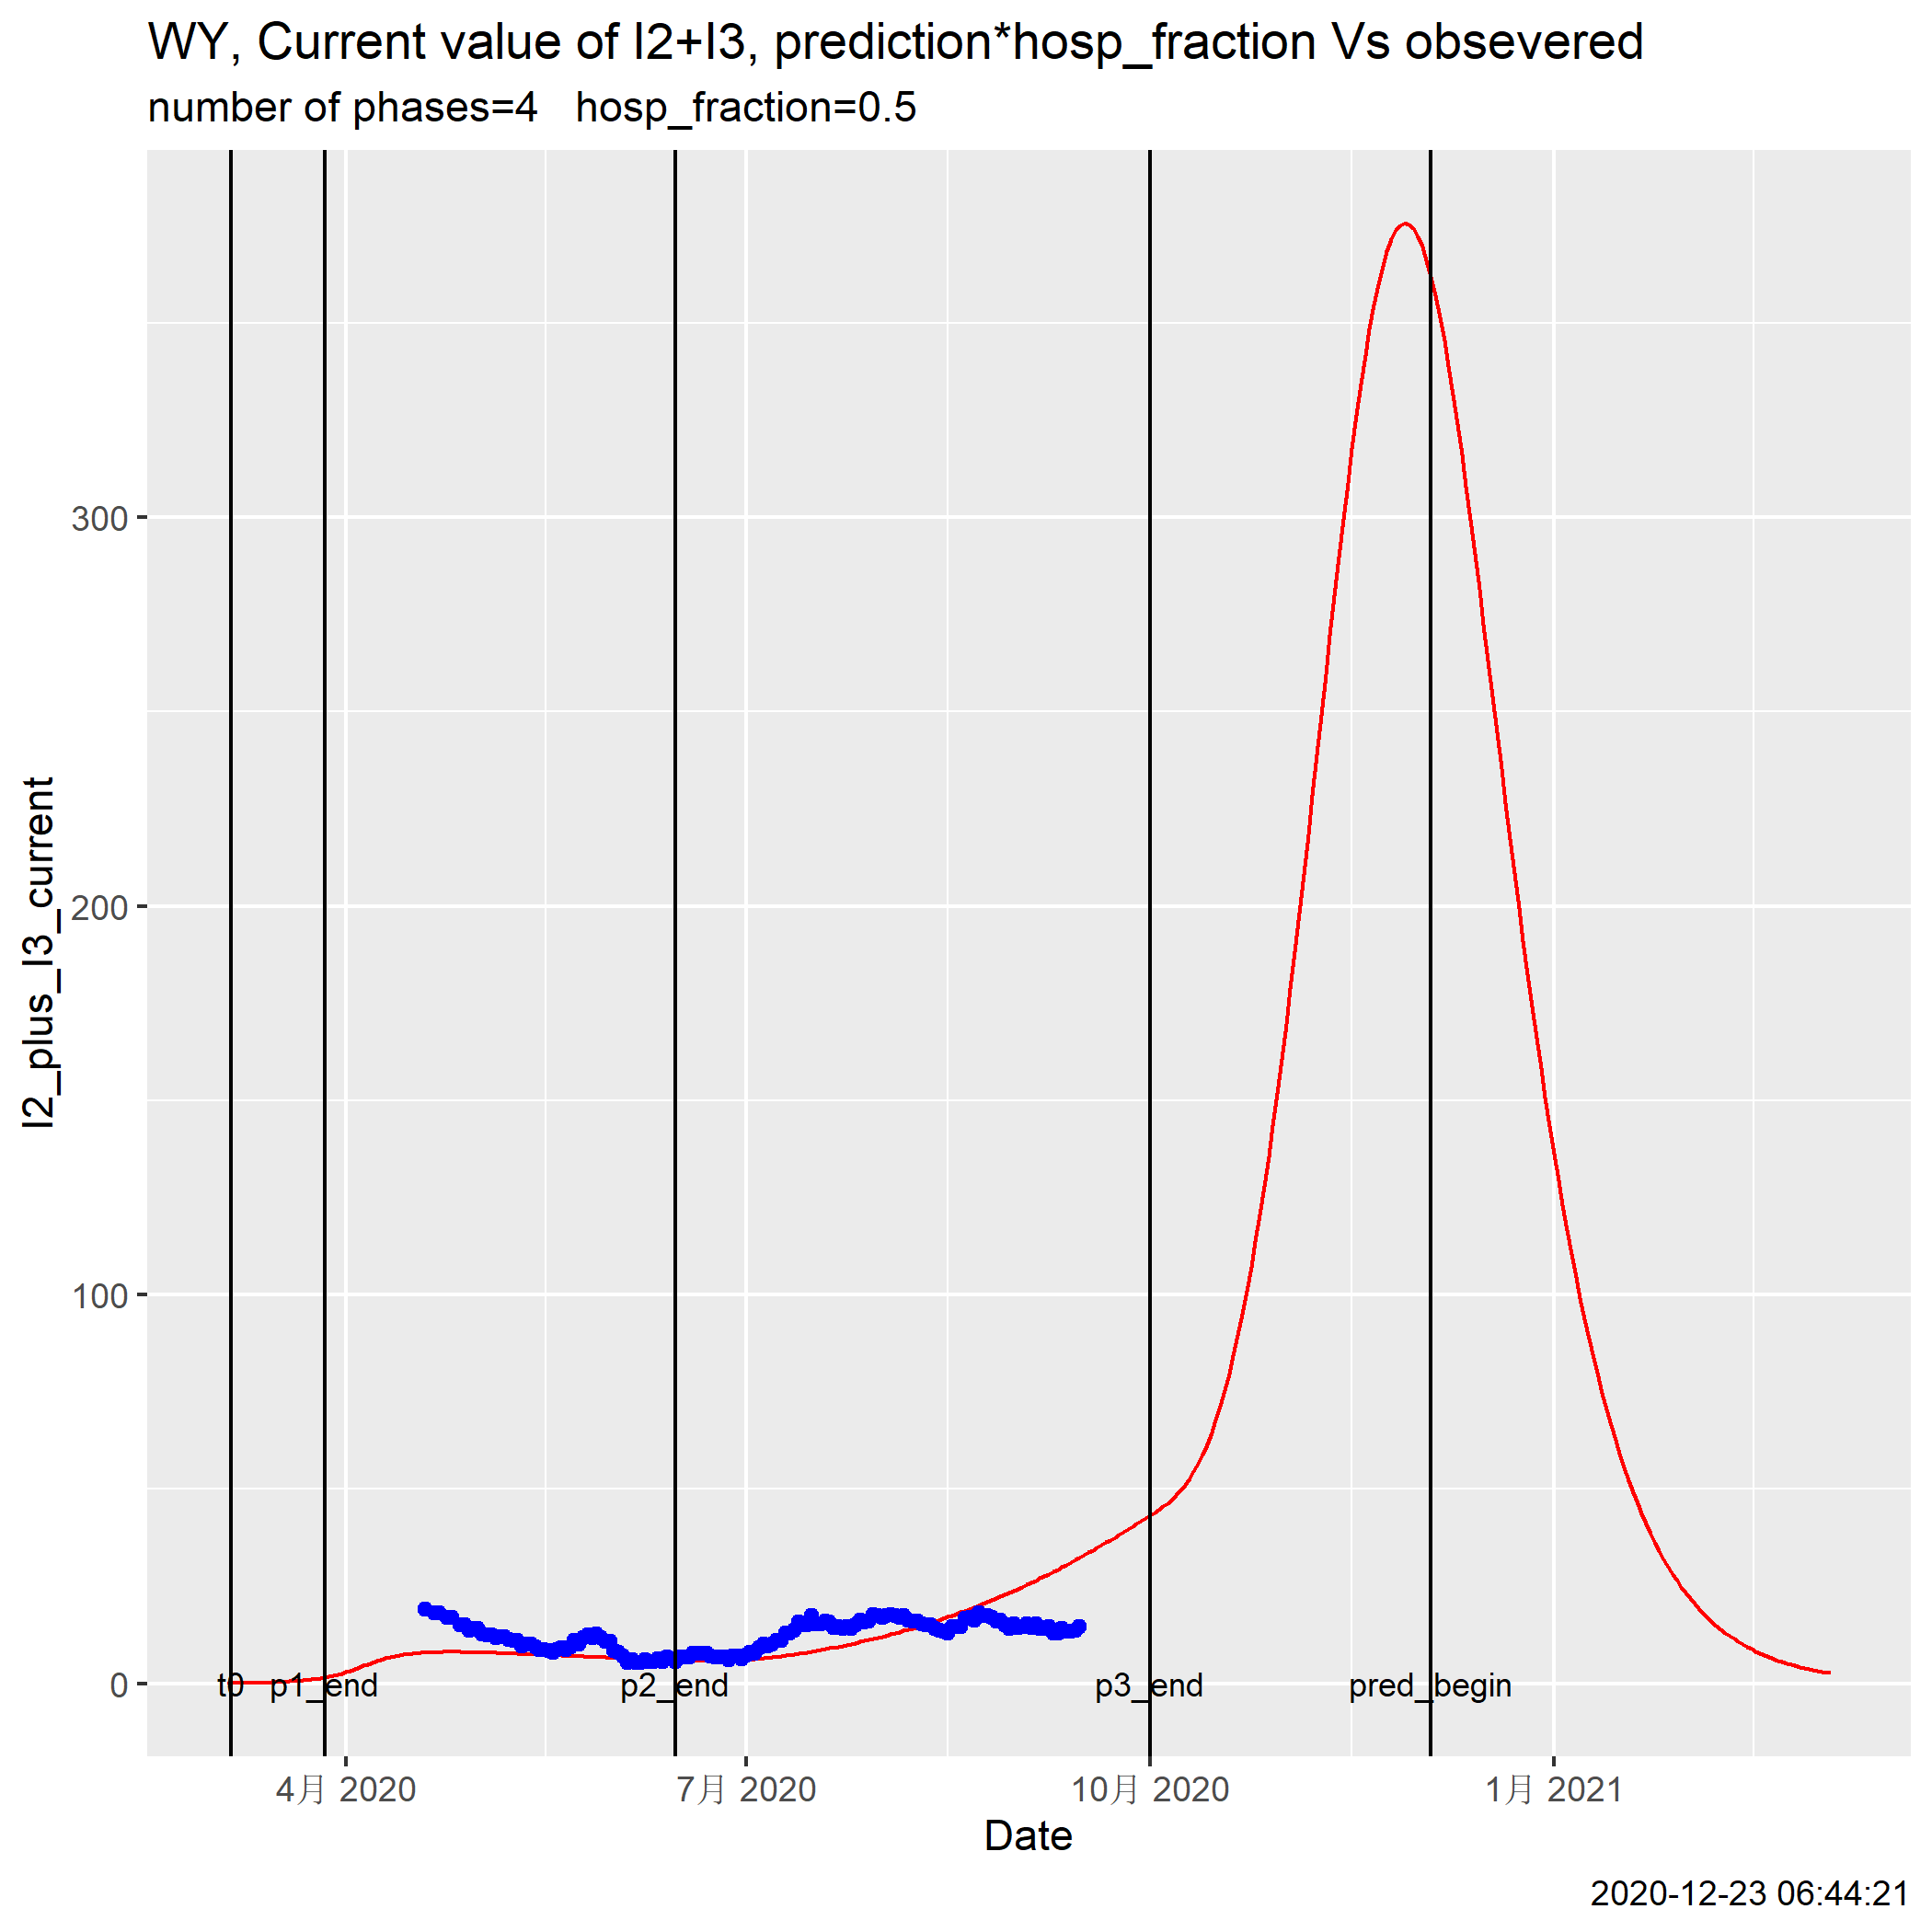 WY, Current value of I2+I3, prediction*hosp_fraction Vs obsevered
number of phases=4   hosp_fraction=0.5
I2_plus_I3_current
300
200
100
0
t0 p1_end p2_end p3_end pred_begin
4月 2020 7月 2020 10月 2020 1月 2021
Date
2020-12-23 06:44:21